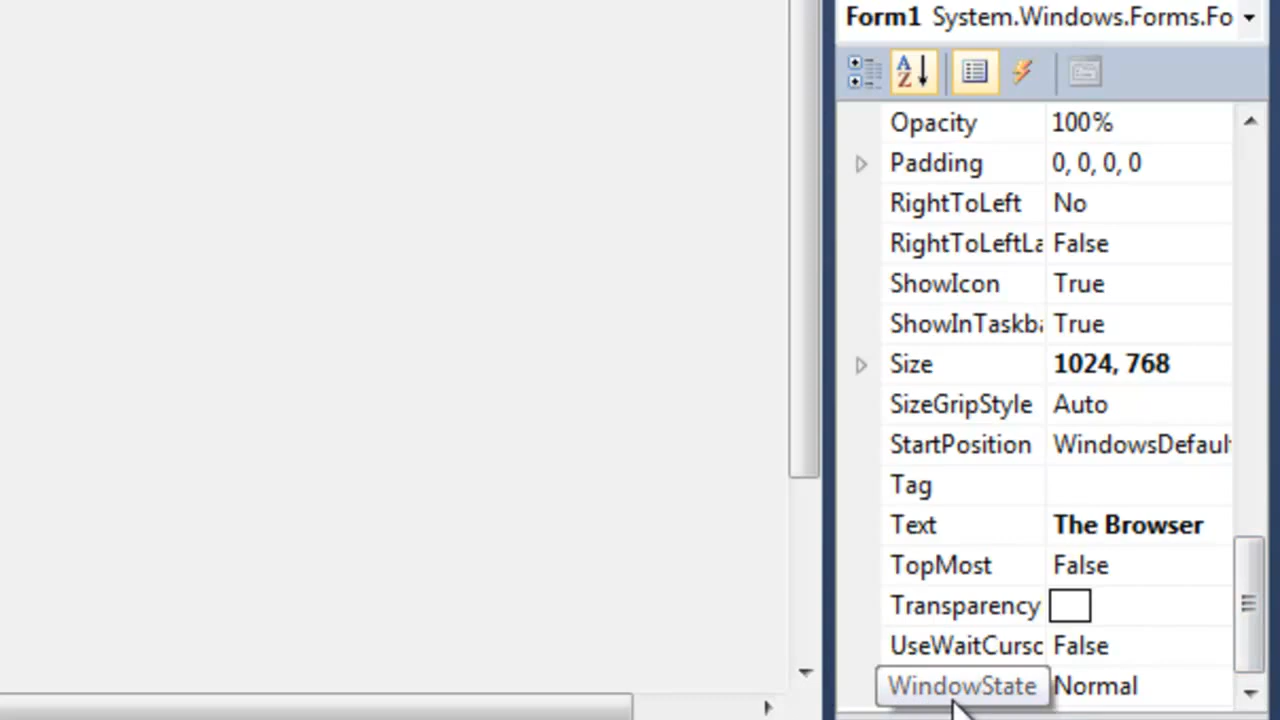 Form1 System.Windows.Forms.Fo
Opacity 100%
Padding 0, 0, 0, 0
RightToLeft No
RightToLeftLa False
ShowIcon True
ShowInTaskba True
Size 1024, 768
SizeGripStyle Auto
StartPosition WindowsDefaul
Tag
Text The Browser
TopMost False
Transparency
UseWaitCurso False
WindowState Normal